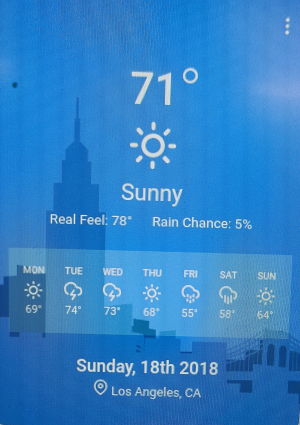 71°
Sunny
Real Feel: 78° Rain Chance: 5%
MON TUE WED THU FRI SAT SUN
69° 74° 73° 68° 55° 58° 64°
Sunday, 18th 2018
Los Angeles, CA